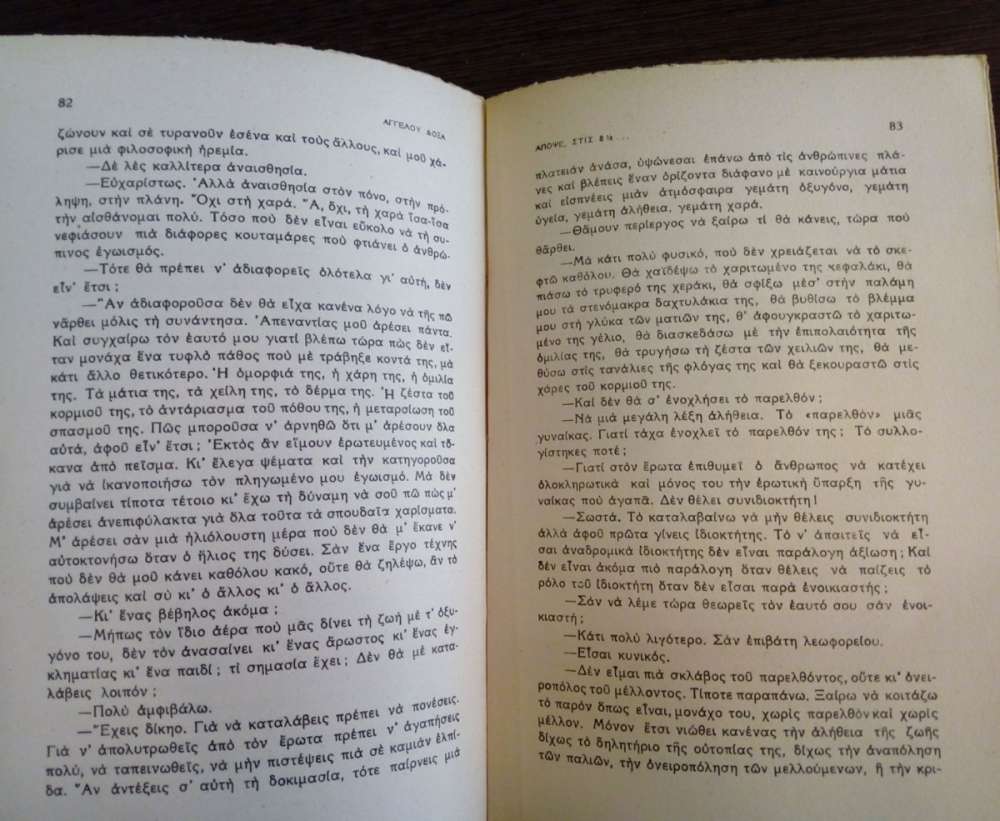 82
ΑΓΓΕΛΟΥ ΔΟΞΑ
ζώνουν καὶ σὲ τυρανοῦν ἐσένα καὶ τοὺς ἄλλους, καὶ μοῦ χά-
ρισε μιὰ φιλοσοφικὴ ἠρεμία.
—Δὲ λὲς καλλίτερα ἀναισθησία.
—Εὐχαρίστως. Ἀλλὰ ἀναισθησία στὸν πόνο, στὴν πρό-
ληψη, στὴν πλάνη. Ὄχι στὴ χαρά. Ἄ, ὄχι, τὴ χαρὰ ἴσα-ἴσα
τὴν αἰσθάνομαι πολύ. Τόσο ποὺ δὲν εἶναι εὔκολο νὰ τὴ συ-
νεφιάσουν πιὰ διάφορες κουταμάρες ποὺ φτιάνει ὁ ἀνθρώ-
πινος ἐγωισμός.
—Τότε θὰ πρέπει ν' ἀδιαφορεῖς ὁλότελα γι' αὐτή, δὲν
εἶν' ἔτσι;
—Ἂν ἀδιαφοροῦσα δὲν θὰ εἶχα κανένα λόγο νὰ τῆς πῶ
νἄρθει μόλις τὴ συνάντησα. Ἀπεναντίας μοῦ ἀρέσει πάντα.
Καὶ συγχαίρω τὸν ἑαυτό μου γιατὶ βλέπω τώρα πὼς δὲν εἶ-
ταν μονάχα ἕνα τυφλὸ πάθος ποὺ μὲ τράβηξε κοντά της, μὰ
κάτι ἄλλο θετικότερο. Ἡ ὀμορφιά της, ἡ χάρη της, ἡ ὁμιλία
της. Τὰ μάτια της, τὰ χείλη της, τὸ δέρμα της. Ἡ ζέστα τοῦ
κορμιοῦ της, τὸ ἀντάριασμα τοῦ πόθου της, ἡ μεταρσίωση τοῦ
σπασμοῦ της. Πῶς μποροῦσα ν' ἀρνηθῶ ὅτι μ' ἀρέσουν ὅλα
αὐτά, ἀφοῦ εἶν' ἔτσι; Ἐκτὸς ἂν εἴμουν ἐρωτευμένος καὶ τὄ-
κανα ἀπὸ πεῖσμα. Κι' ἔλεγα ψέματα καὶ τὴν κατηγοροῦσα
γιὰ νὰ ἱκανοποιήσω τὸν πληγωμένο μου ἐγωισμό. Μὰ δὲν
συμβαίνει τίποτα τέτοιο κι' ἔχω τὴ δύναμη νὰ σοῦ πῶ πὼς μ'
ἀρέσει ἀνεπιφύλακτα γιὰ ὅλα τοῦτα τὰ σπουδαῖα χαρίσματα.
Μ' ἀρέσει σὰν μιὰ ἡλιόλουστη μέρα ποὺ δὲν θὰ μ' ἔκανε ν'
αὐτοκτονήσω ὅταν ὁ ἥλιος της δύσει. Σὰν ἕνα ἔργο τέχνης
ποὺ δὲν θὰ μοῦ κάνει καθόλου κακό, οὔτε θὰ ζηλέψω, ἂν τὸ
ἀπολάψεις καὶ σὺ κι' ὁ ἄλλος κι' ὁ ἄλλος.
—Κι' ἕνας βέβηλος ἀκόμα;
—Μήπως τὸν ἴδιο ἀέρα ποὺ μᾶς δίνει τὴ ζωὴ μὲ τ' ὀξυ-
γόνο του, δὲν τὸν ἀνασαίνει κι' ἕνας ἄρωστος κι' ἕνας ἐγ-
κληματίας κι' ἕνα παιδί; τί σημασία ἔχει; Δὲν θὰ μὲ κατα-
λάβεις λοιπόν;
—Πολὺ ἀμφιβάλω.
—Ἔχεις δίκηο. Γιὰ νὰ καταλάβεις πρέπει νὰ πονέσεις.
Γιὰ ν' ἀπολυτρωθεῖς ἀπὸ τὸν ἔρωτα πρέπει ν' ἀγαπήσεις
πολύ, νὰ ταπεινωθεῖς, νὰ μὴν πιστέψεις πιὰ σὲ καμιὰν ἐλπί-
δα. Ἂν ἀντέξεις σ' αὐτὴ τὴ δοκιμασία, τότε παίρνεις μιὰ
ΑΠΟΨΕ, ΣΤΙΣ 8¼ ...
83
πλατειὰν ἀνάσα, ὑψώνεσαι ἐπάνω ἀπὸ τὶς ἀνθρώπινες πλά-
νες καὶ βλέπεις ἕναν ὁρίζοντα διάφανο μὲ καινούργια μάτια
καὶ εἰσπνέεις μιὰν ἀτμόσφαιρα γεμάτη ὀξυγόνο, γεμάτη
ὑγεία, γεμάτη ἀλήθεια, γεμάτη χαρά.
—Θἄμουν περίεργος νὰ ξαίρω τί θὰ κάνεις, τώρα ποὺ
θἄρθει.
—Μὰ κάτι πολὺ φυσικό, ποὺ δὲν χρειάζεται νὰ τὸ σκε-
φτῶ καθόλου. Θὰ χαϊδέψω τὸ χαριτωμένο της κεφαλάκι, θὰ
πιάσω τὸ τρυφερό της χεράκι, θὰ σφίξω μέσ' στὴν παλάμη
μου τὰ στενόμακρα δαχτυλάκια της, θὰ βυθίσω τὸ βλέμμα
μου στὴ γλύκα τῶν ματιῶν της, θ' ἀφουγκραστῶ τὸ χαριτω-
μένο της γέλιο, θὰ διασκεδάσω μὲ τὴν ἐπιπολαιότητα τῆς
ὁμιλίας της, θὰ τρυγήσω τὴ ζέστα τῶν χειλιῶν της, θὰ με-
θύσω στὶς τανάλιες τῆς φλόγας της καὶ θὰ ξεκουραστῶ στὶς
χάρες τοῦ κορμιοῦ της.
—Καὶ δὲν θὰ σ' ἐνοχλήσει τὸ παρελθόν;
—Νὰ μιὰ μεγάλη λέξη ἀλήθεια. Τὸ «παρελθὸν» μιᾶς
γυναίκας. Γιατὶ τάχα ἐνοχλεῖ τὸ παρελθόν της; Τὸ συλλο-
γίστηκες ποτέ;
—Γιατὶ στὸν ἔρωτα ἐπιθυμεῖ ὁ ἄνθρωπος νὰ κατέχει
ὁλοκληρωτικὰ καὶ μόνος του τὴν ἐρωτικὴ ὕπαρξη τῆς γυ-
ναίκας ποὺ ἀγαπᾶ. Δὲν θέλει συνιδιοκτήτη!
—Σωστά. Τὸ καταλαβαίνω νὰ μὴν θέλεις συνιδιοκτήτη
ἀλλὰ ἀφοῦ πρῶτα γίνεις ἰδιοκτήτης. Τὸ ν' ἀπαιτεῖς νὰ εἶ-
σαι ἀναδρομικὰ ἰδιοκτήτης δὲν εἶναι παράλογη ἀξίωση; Καὶ
δὲν εἶναι ἀκόμα πιὸ παράλογη ὅταν θέλεις νὰ παίζεις τὸ
ρόλο τοῦ ἰδιοκτήτη ὅταν δὲν εἶσαι παρὰ ἐνοικιαστής;
—Σὰν νὰ λέμε τώρα θεωρεῖς τὸν ἑαυτό σου σὰν ἐνοι-
κιαστή;
—Κάτι πολὺ λιγότερο. Σὰν ἐπιβάτη λεωφορείου.
—Εἶσαι κυνικός.
—Δὲν εἶμαι πιὰ σκλάβος τοῦ παρελθόντος, οὔτε κι' ὀνει-
ροπόλος τοῦ μέλλοντος. Τίποτε παραπάνω. Ξαίρω νὰ κοιτάζω
τὸ παρὸν ὅπως εἶναι, μονάχο του, χωρὶς παρελθὸν καὶ χωρὶς
μέλλον. Μόνον ἔτσι νιώθει κανένας τὴν ἀλήθεια τῆς ζωῆς
δίχως τὸ δηλητήριο τῆς οὐτοπίας της, δίχως τὴν ἀναπόληση
τῶν παλιῶν, τὴν ὀνειροπόληση τῶν μελλούμενων, ἢ τὴν κρι-